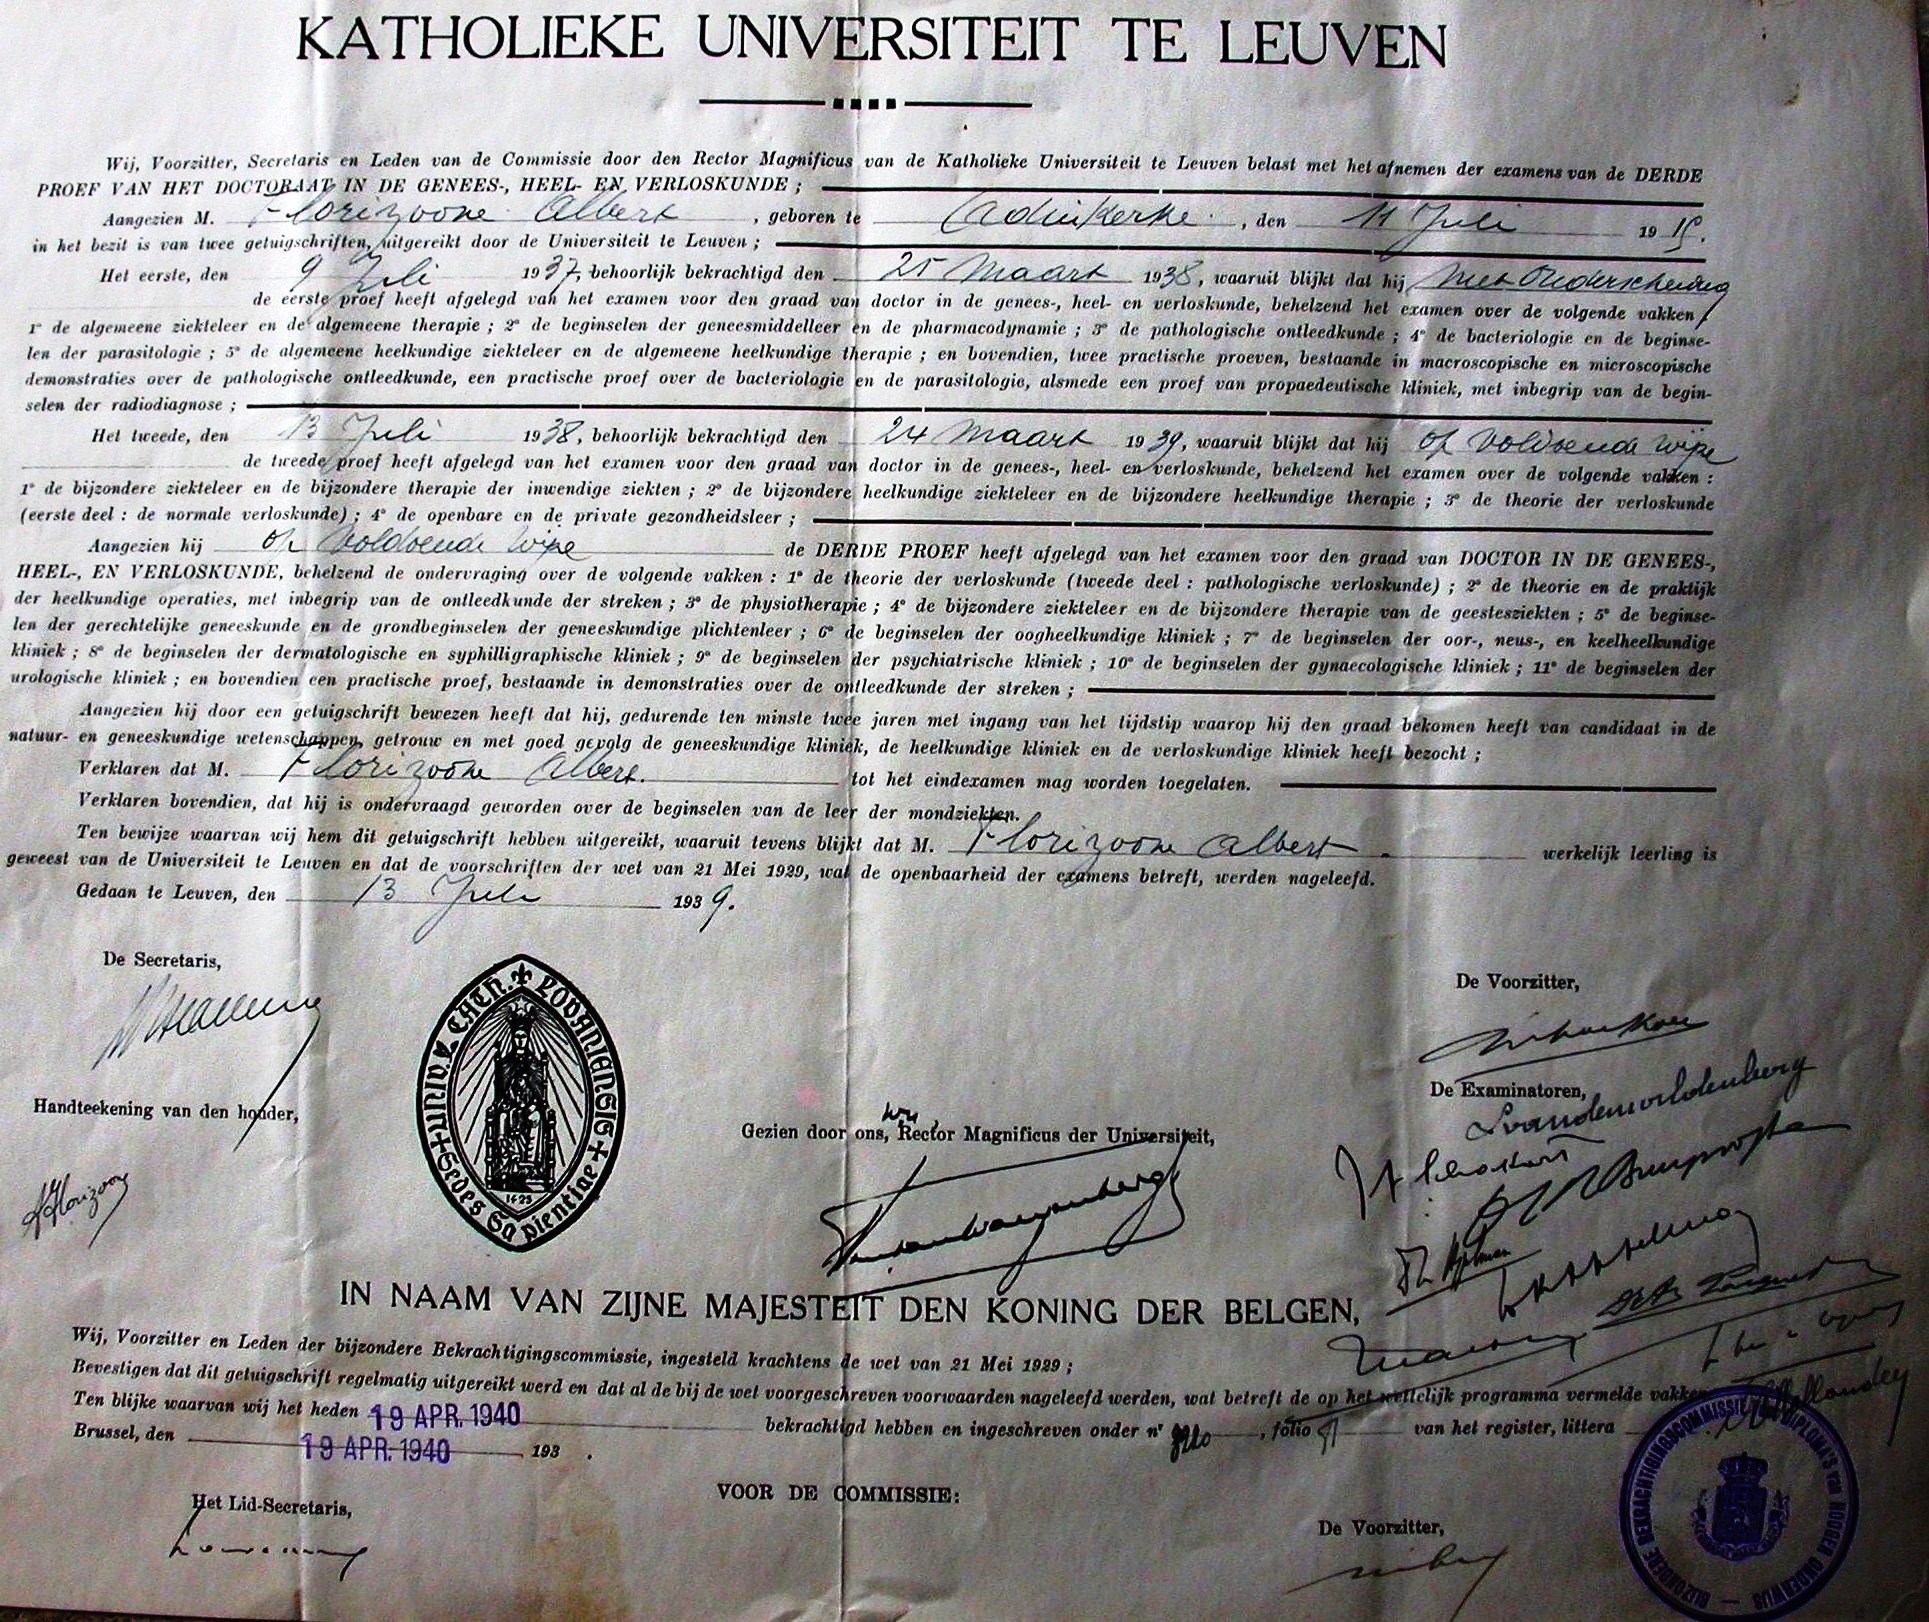 KATHOLIEKE UNIVERSITEIT TE LEUVEN
Wij, Voorzitter, Secretaris en Leden van de Commissie door den Rector Magnificus van de Katholieke Universiteit te Leuven belast met het afnemen der examens van de DERDE
PROEF VAN HET DOCTORAAT IN DE GENEES-, HEEL- EN VERLOSKUNDE ;
Aangezien M. Florizoone Albert , geboren te Adinkerke , den 11 Juli 1915.
in het bezit is van twee getuigschriften, uitgereikt door de Universiteit te Leuven ;
Het eerste, den 9 Juli 1937, behoorlijk bekrachtigd den 25 Maart 1938, waaruit blijkt dat hij met Onderscheiding
de eerste proef heeft afgelegd van het examen voor den graad van doctor in de genees-, heel- en verloskunde, behelzend het examen over de volgende vakken :
1° de algemeene ziekteleer en de algemeene therapie ; 2° de beginselen der geneesmiddelleer en de pharmacodynamie ; 3° de pathologische ontleedkunde ; 4° de bacteriologie en de beginse-
len der parasitologie ; 5° de algemeene heelkundige ziekteleer en de algemeene heelkundige therapie ; en bovendien, twee practische proeven, bestaande in macroscopische en microscopische
demonstraties over de pathologische ontleedkunde, een practische proef over de bacteriologie en de parasitologie, alsmede een proef van propaedeutische kliniek, met inbegrip van de begin-
selen der radiodiagnose ;
Het tweede, den 13 Juli 1938, behoorlijk bekrachtigd den 24 Maart 1939, waaruit blijkt dat hij op voldoende wijze
de tweede proef heeft afgelegd van het examen voor den graad van doctor in de genees-, heel- en verloskunde, behelzend het examen over de volgende vakken :
1° de bijzondere ziekteleer en de bijzondere therapie der inwendige ziekten ; 2° de bijzondere heelkundige ziekteleer en de bijzondere heelkundige therapie ; 3° de theorie der verloskunde
(eerste deel : de normale verloskunde) ; 4° de openbare en de private gezondheidsleer ;
Aangezien hij op voldoende wijze de DERDE PROEF heeft afgelegd van het examen voor den graad van DOCTOR IN DE GENEES-,
HEEL-, EN VERLOSKUNDE, behelzend de ondervraging over de volgende vakken : 1° de theorie der verloskunde (tweede deel : pathologische verloskunde) ; 2° de theorie en de praktijk
der heelkundige operaties, met inbegrip van de ontleedkunde der streken ; 3° de physiotherapie ; 4° de bijzondere ziekteleer en de bijzondere therapie van de geestesziekten ; 5° de beginse-
len der gerechtelijke geneeskunde en de grondbeginselen der geneeskundige plichtenleer ; 6° de beginselen der oogheelkundige kliniek ; 7° de beginselen der oor-, neus-, en keelheelkundige
kliniek ; 8° de beginselen der dermatologische en syphilligraphische kliniek ; 9° de beginselen der psychiatrische kliniek ; 10° de beginselen der gynaecologische kliniek ; 11° de beginselen der
urologische kliniek ; en bovendien een practische proef, bestaande in demonstraties over de ontleedkunde der streken ;
Aangezien hij door een getuigschrift bewezen heeft dat hij, gedurende ten minste twee jaren met ingang van het tijdstip waarop hij den graad bekomen heeft van candidaat in de
natuur- en geneeskundige wetenschappen, getrouw en met goed gevolg de geneeskundige kliniek, de heelkundige kliniek en de verloskundige kliniek heeft bezocht ;
Verklaren dat M. Florizoone Albert. tot het eindexamen mag worden toegelaten.
Verklaren bovendien, dat hij is ondervraagd geworden over de beginselen van de leer der mondziekten.
Ten bewijze waarvan wij hem dit getuigschrift hebben uitgereikt, waaruit tevens blijkt dat M. Florizoone Albert werkelijk leerling is
geweest van de Universiteit te Leuven en dat de voorschriften der wet van 21 Mei 1929, wat de openbaarheid der examens betreft, werden nageleefd.
Gedaan te Leuven, den 13 Juli 1939.
De Secretaris,
De Voorzitter,
UNIV. CATH. LOVANIENSIS
Sedes Sapientiae
1425
De Examinatoren,
Handteekening van den houder,
A Florizoone
Gezien door ons, Rector Magnificus der Universiteit,
IN NAAM VAN ZIJNE MAJESTEIT DEN KONING DER BELGEN,
Wij, Voorzitter en Leden der bijzondere Bekrachtigingscommissie, ingesteld krachtens de wet van 21 Mei 1929 ;
Bevestigen dat dit getuigschrift regelmatig uitgereikt werd en dat al de bij de wet voorgeschreven voorwaarden nageleefd werden, wat betreft de op het wettelijk programma vermelde vakken
Ten blijke waarvan wij het heden 19 APR. 1940 bekrachtigd hebben en ingeschreven onder nr , folio van het register, littera
Brussel, den 19 APR. 1940 193 .
BIJZONDERE BEKRACHTIGINGSCOMMISSIE VAN DIPLOMA'S van HOOGER ONDERWIJS
VOOR DE COMMISSIE:
Het Lid-Secretaris,
De Voorzitter,